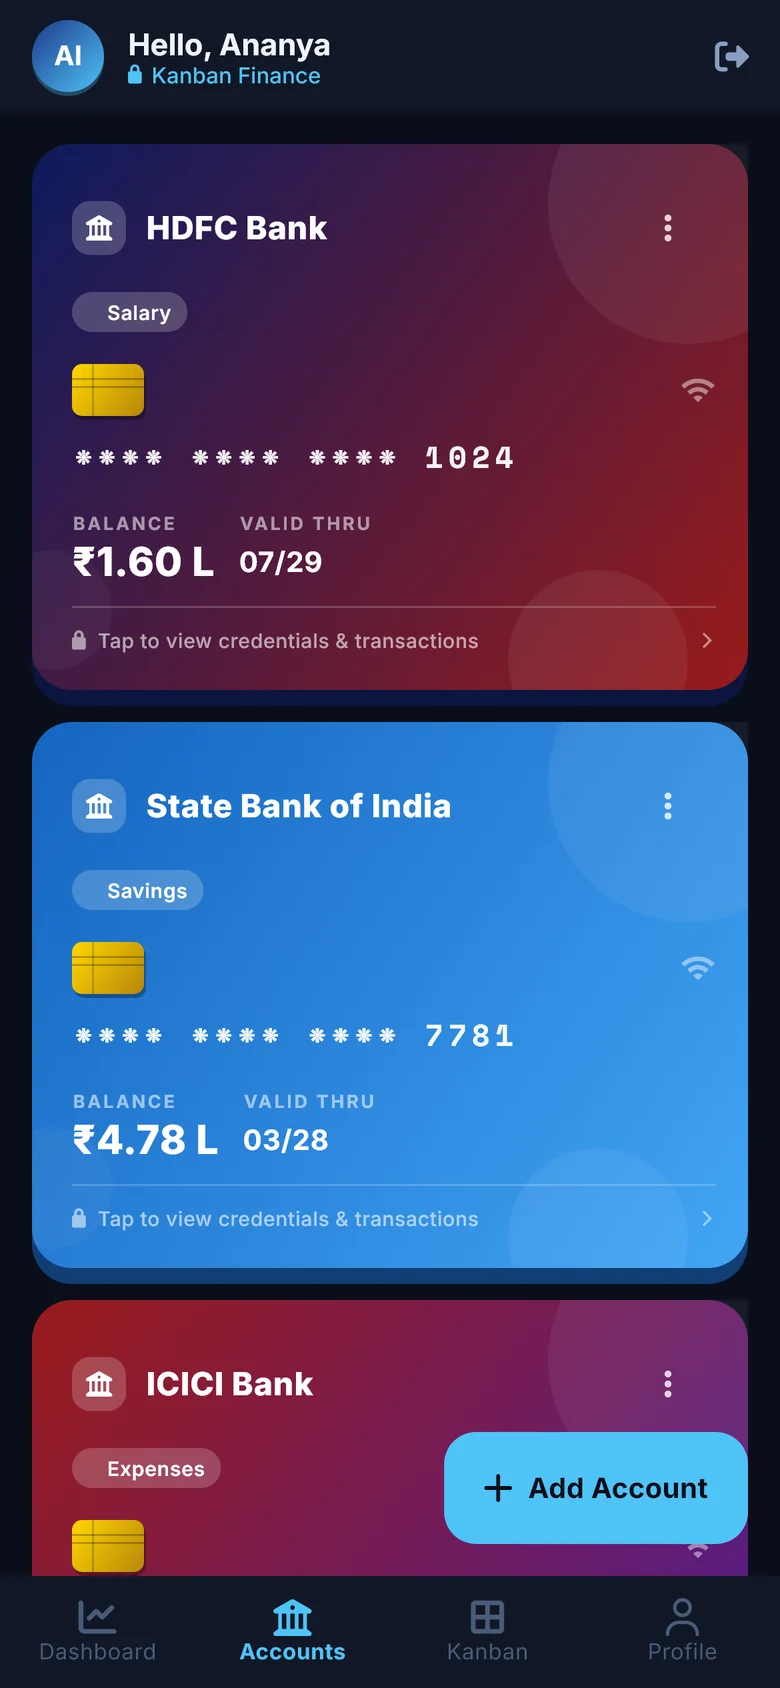 AI
Hello, Ananya
Kanban Finance
HDFC Bank
Salary
**** **** **** 1024
BALANCE VALID THRU
₹1.60 L 07/29
Tap to view credentials & transactions
State Bank of India
Savings
**** **** **** 7781
BALANCE VALID THRU
₹4.78 L 03/28
Tap to view credentials & transactions
ICICI Bank
Expenses
+ Add Account
Dashboard Accounts Kanban Profile